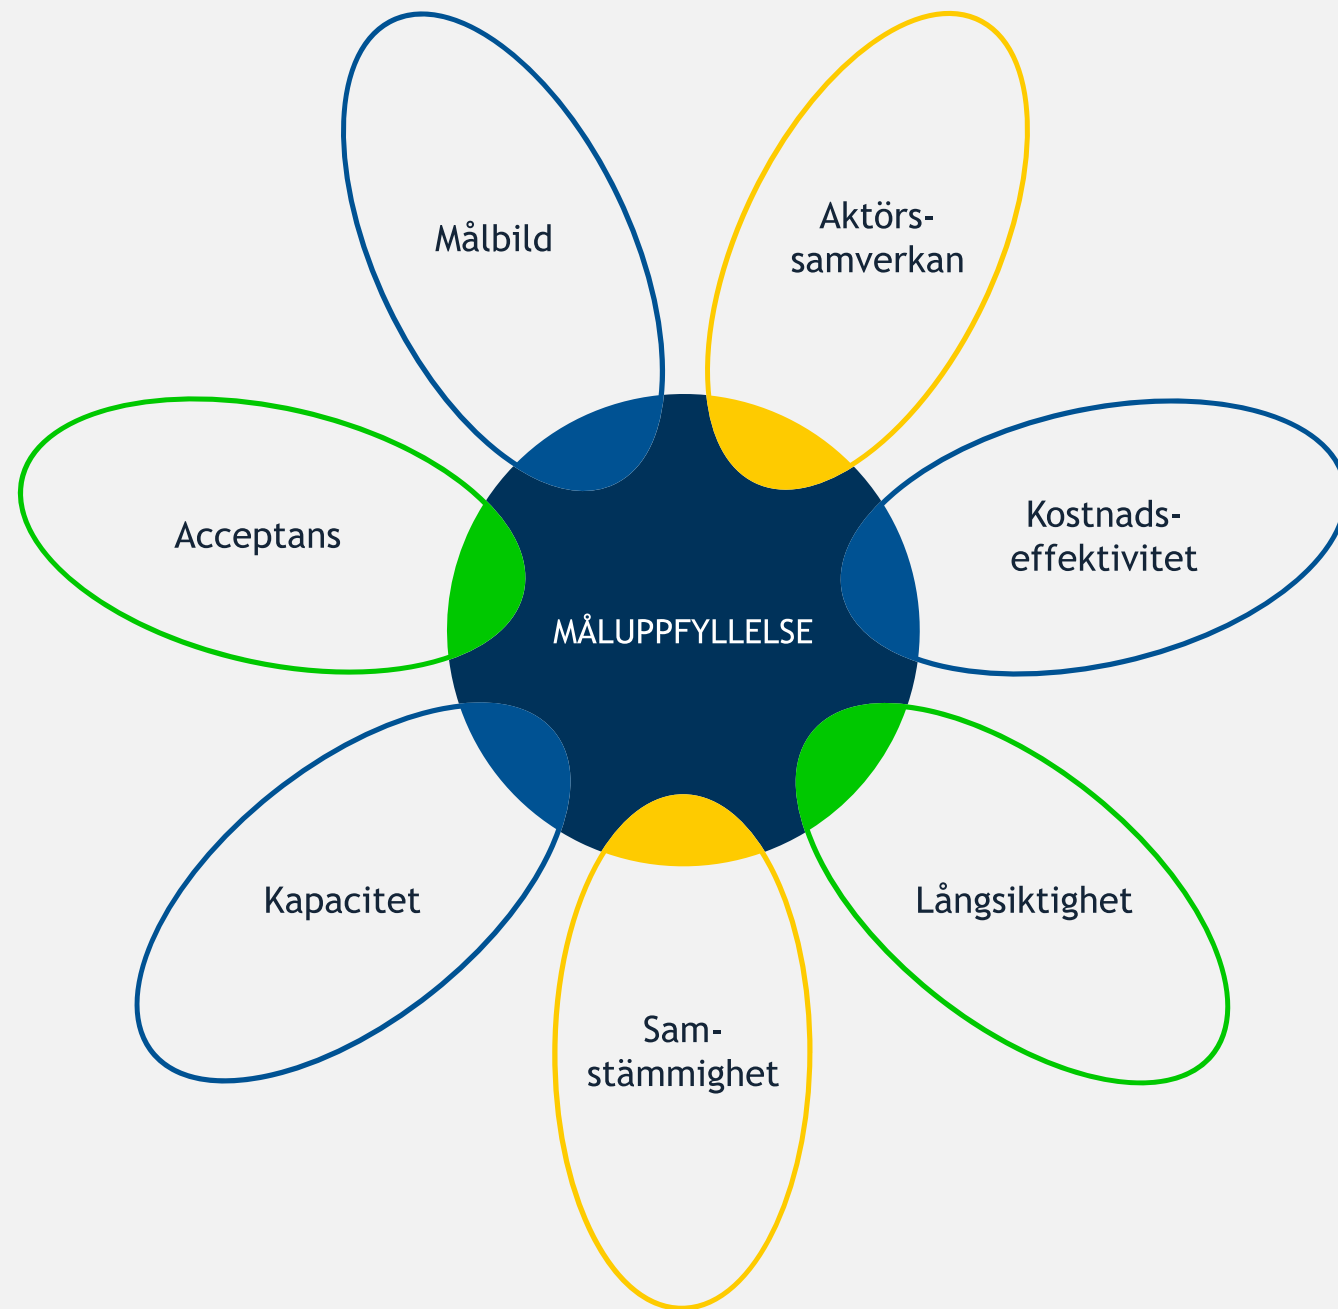 Målbild
Aktörs-
samverkan
Kostnads-
effektivitet
Långsiktighet
Sam-
stämmighet
Kapacitet
Acceptans
MÅLUPPFYLLELSE